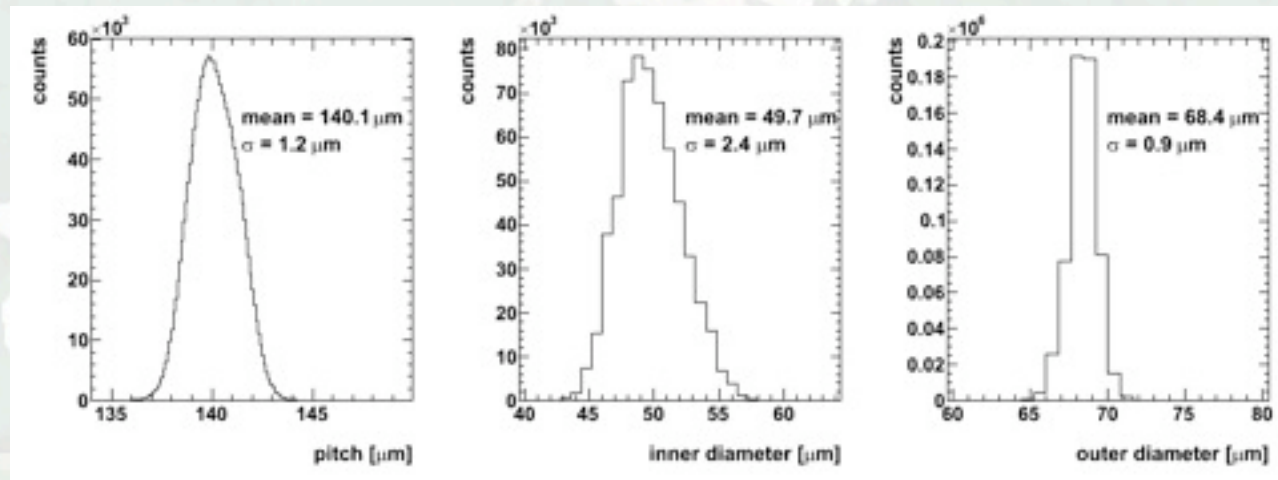 ×10³
60
50
40
30
20
10
0
counts
mean = 140.1 μm
σ = 1.2 μm
135 140 145
pitch [μm]
×10³
80
70
60
50
40
30
20
10
0
counts
mean = 49.7 μm
σ = 2.4 μm
40 45 50 55 60
inner diameter [μm]
×10⁶
0.2
0.18
0.16
0.14
0.12
0.1
0.08
0.06
0.04
0.02
0
counts
mean = 68.4 μm
σ = 0.9 μm
60 65 70 75 80
outer diameter [μm]